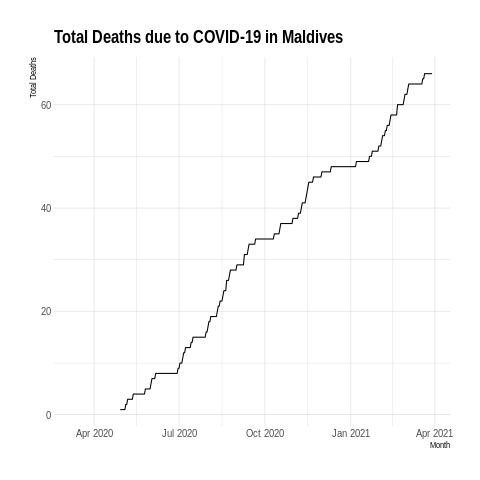 Total Deaths due to COVID-19 in Maldives
Total Deaths
60
40
20
0
Apr 2020 Jul 2020 Oct 2020 Jan 2021 Apr 2021
Month